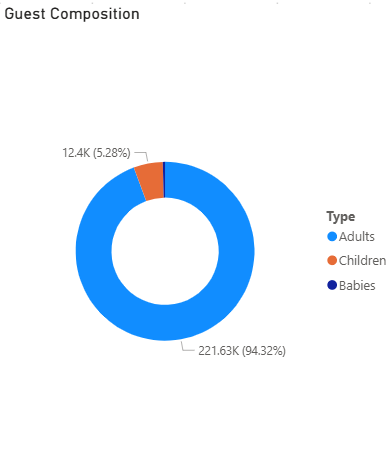 Guest Composition
12.4K (5.28%)
Type
Adults
Children
Babies
221.63K (94.32%)